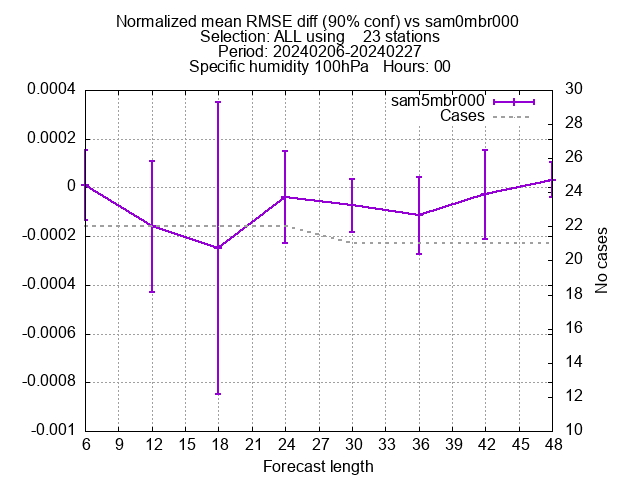 Normalized mean RMSE diff (90% conf) vs sam0mbr000
Selection: ALL using    23 stations
Period: 20240206-20240227
Specific humidity 100hPa   Hours: 00
sam5mbr000
Cases
0.0004
0.0002
0
-0.0002
-0.0004
-0.0006
-0.0008
-0.001
30
28
26
24
22
20
18
16
14
12
10
No cases
6 9 12 15 18 21 24 27 30 33 36 39 42 45 48
Forecast length